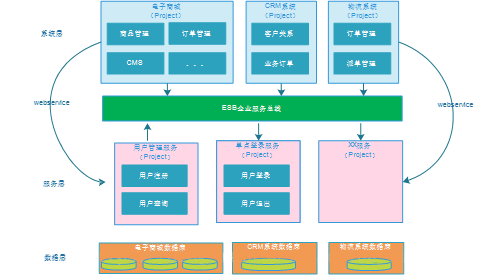 电子商城
（Project）
CRM系统
（Project）
物流系统
（Project）
系统层
商品管理
订单管理
客户关系
订单管理
CMS
。。。
业务订单
派单管理
webservice
webservice
ESB企业服务总线
用户管理服务
（Project）
单点登录服务
（Project）
XX服务
（Project）
服务层
用户注册
用户登录
用户查询
用户退出
电子商城数据库
CRM系统数据库
物流系统数据库
数据层